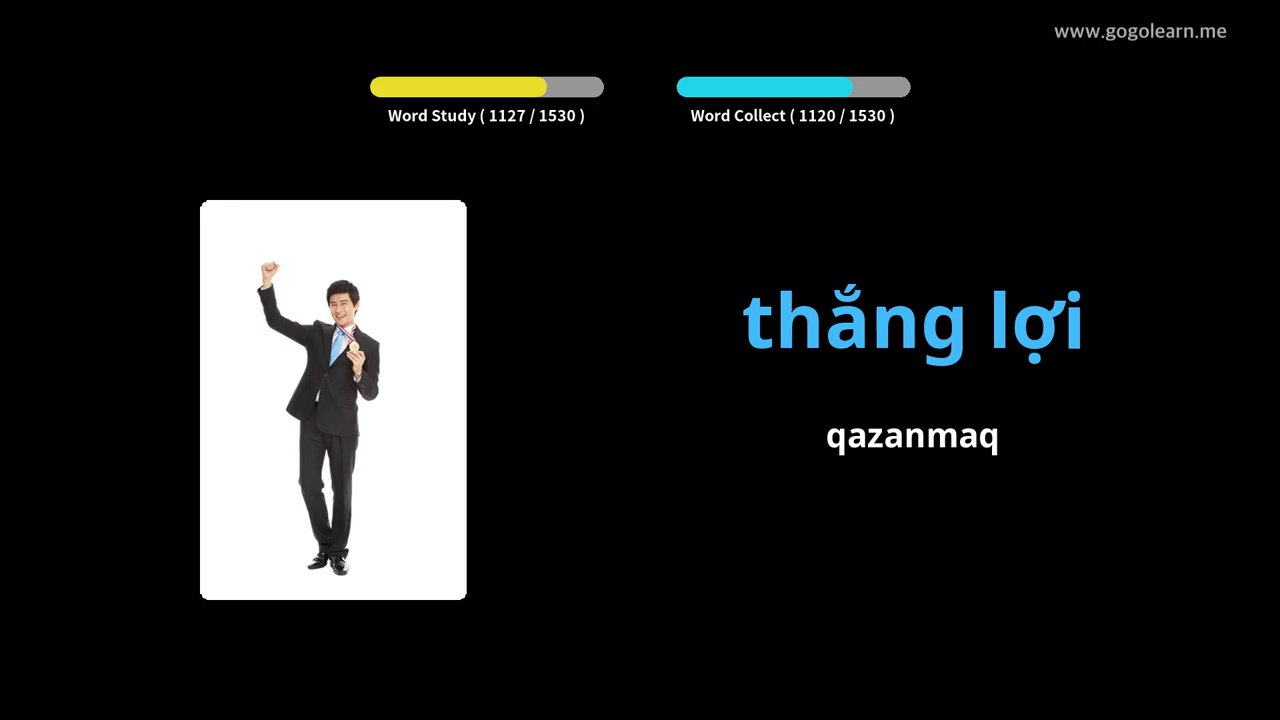 www.gogolearn.me
Word Study ( 1127 / 1530 )
Word Collect ( 1120 / 1530 )
thắng lợi
qazanmaq